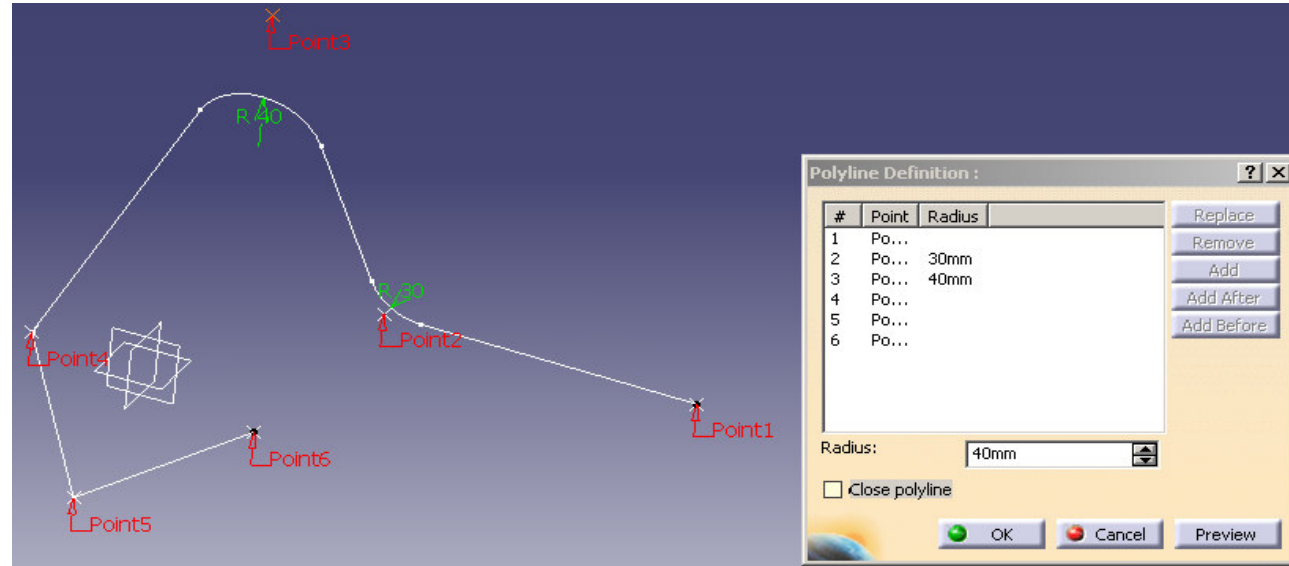 Point3
R 40
R 30
Point2
Point4
Point1
Point6
Point5
Polyline Definition :
# Point Radius
1 Po...
2 Po... 30mm
3 Po... 40mm
4 Po...
5 Po...
6 Po...
Replace
Remove
Add
Add After
Add Before
Radius: 40mm
Close polyline
OK Cancel Preview